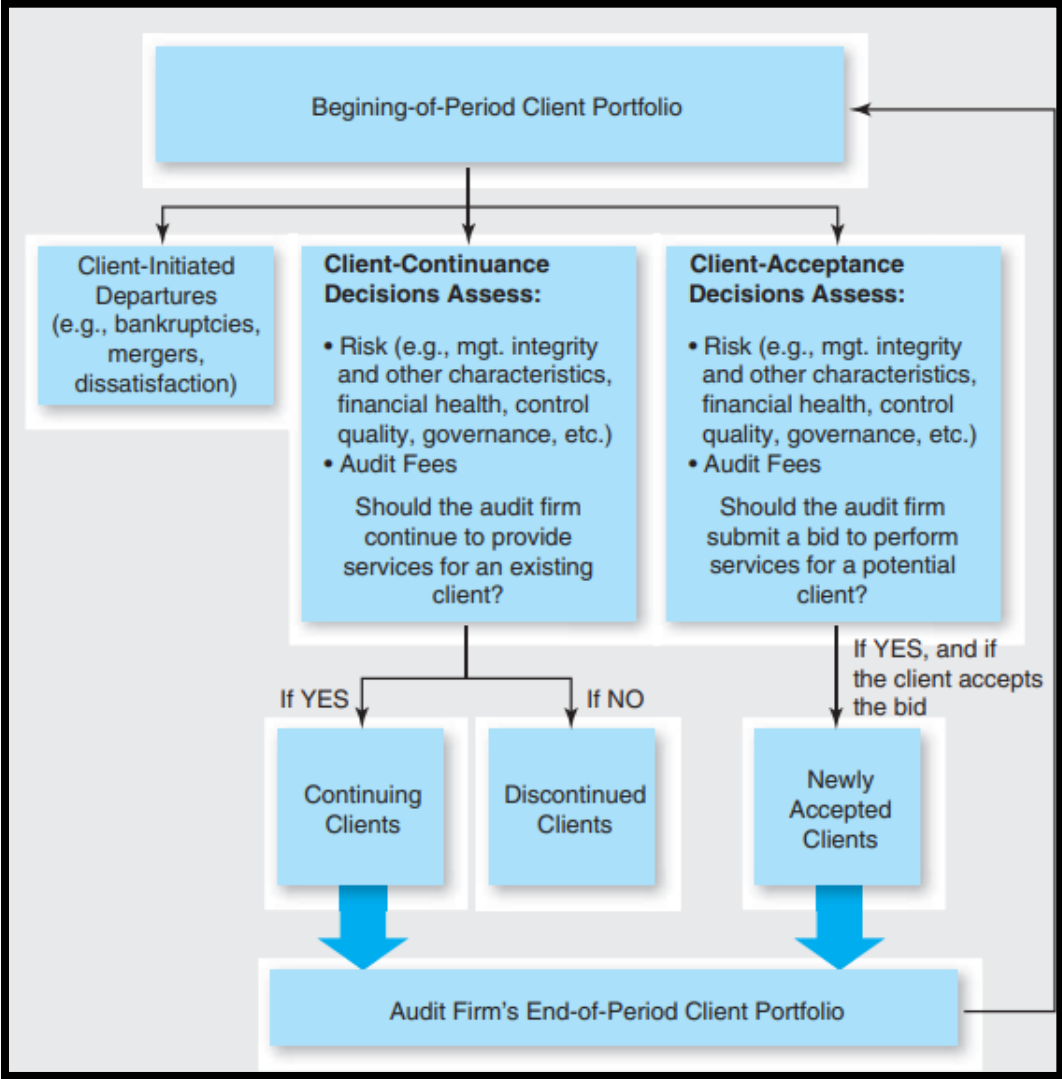 Begining-of-Period Client Portfolio
Client-Initiated
Departures
(e.g., bankruptcies,
mergers,
dissatisfaction)
Client-Continuance
Decisions Assess:
• Risk (e.g., mgt. integrity
and other characteristics,
financial health, control
quality, governance, etc.)
• Audit Fees
Should the audit firm
continue to provide
services for an existing
client?
Client-Acceptance
Decisions Assess:
• Risk (e.g., mgt. integrity
and other characteristics,
financial health, control
quality, governance, etc.)
• Audit Fees
Should the audit firm
submit a bid to perform
services for a potential
client?
If YES
If NO
If YES, and if
the client accepts
the bid
Continuing
Clients
Discontinued
Clients
Newly
Accepted
Clients
Audit Firm's End-of-Period Client Portfolio